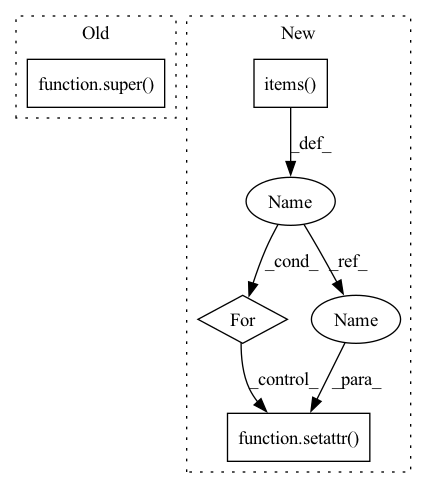 Old
New
function.super()
items()
_def_
Name
_cond_
_ref_
For
Name
_control_
_para_
function.setattr()